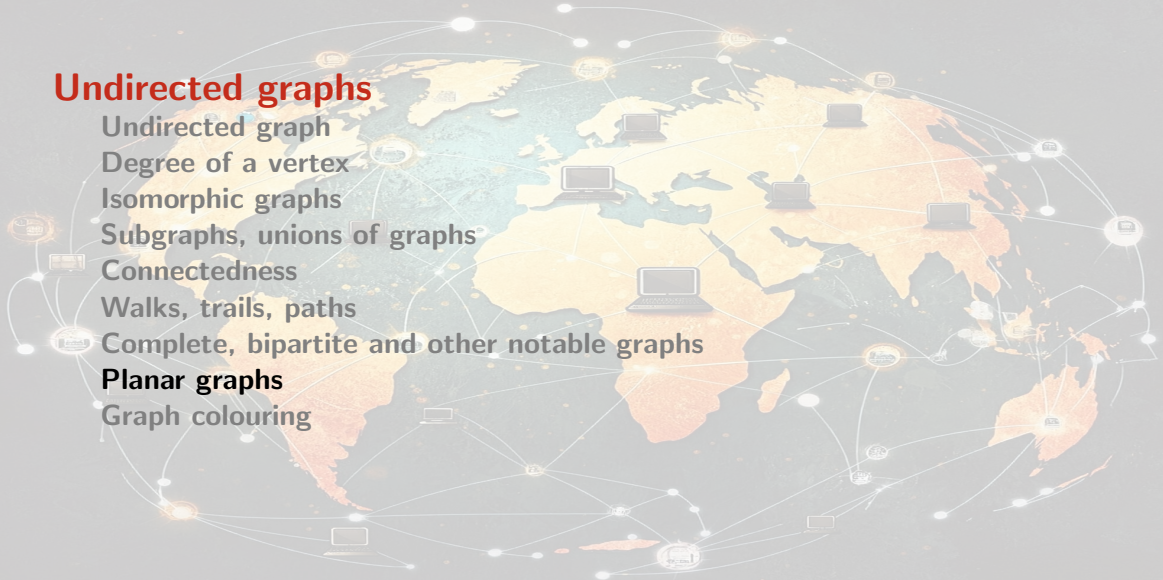 Undirected graphs
Undirected graph
Degree of a vertex
Isomorphic graphs
Subgraphs, unions of graphs
Connectedness
Walks, trails, paths
Complete, bipartite and other notable graphs
Planar graphs
Graph colouring